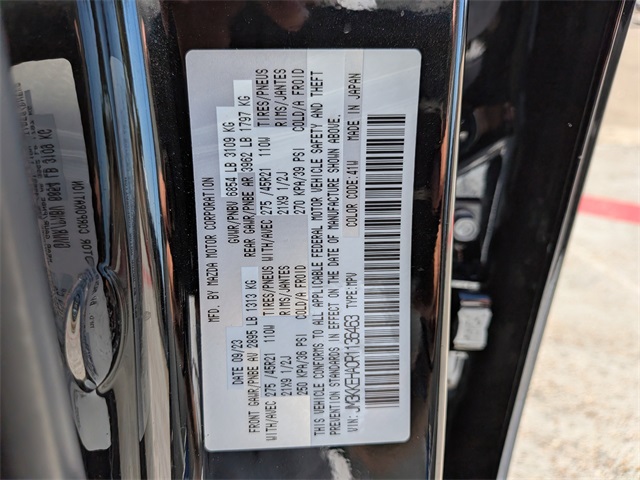 MFD. BY MAZDA MOTOR CORPORATION
DATE 09/23 GVWR/PNBV 6854 LB 3109 KG
FRONT GAWR/PNBE AV 2895 LB 1313 KG REAR GAWR/PNBE AR 3962 LB 1797 KG
WITH/AVEC 275 /45R21 110W TIRES/PNEUS WITH/AVEC 275 /45R21 110W TIRES/PNEUS
21X9 1/2J RIMS/JANTES 21X9 1/2J RIMS/JANTES
250 KPA/36 PSI COLD/A FROID 270 KPA/39 PSI COLD/A FROID
THIS VEHICLE CONFORMS TO ALL APPLICABLE FEDERAL MOTOR VEHICLE SAFETY AND THEFT
PREVENTION STANDARDS IN EFFECT ON THE DATE OF MANUFACTURE SHOWN ABOVE.
VIN: TYPE:MPV COLOR CODE/41W MADE IN JAPAN